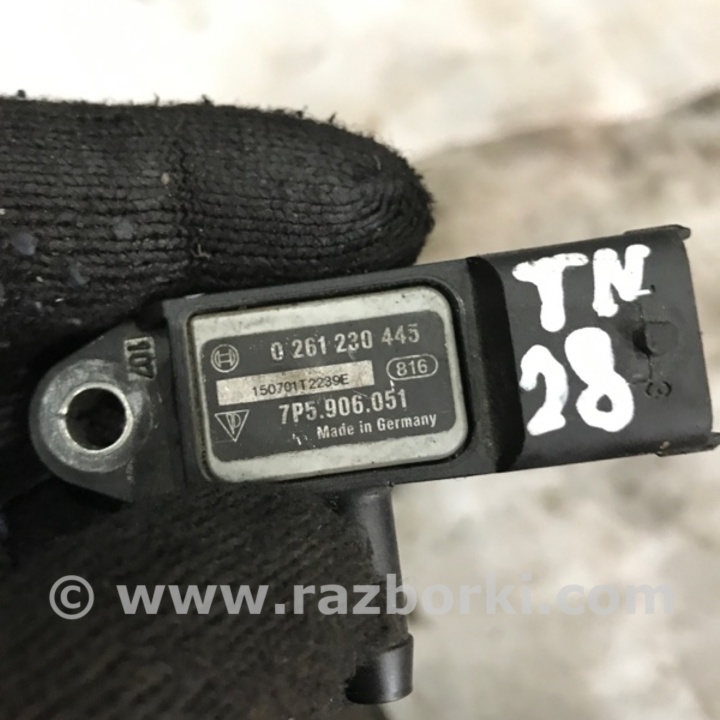 0 261 230 445
150701T2239E
816
7P5.906.051
Made in Germany
107
TN
28
© www.razborki.com